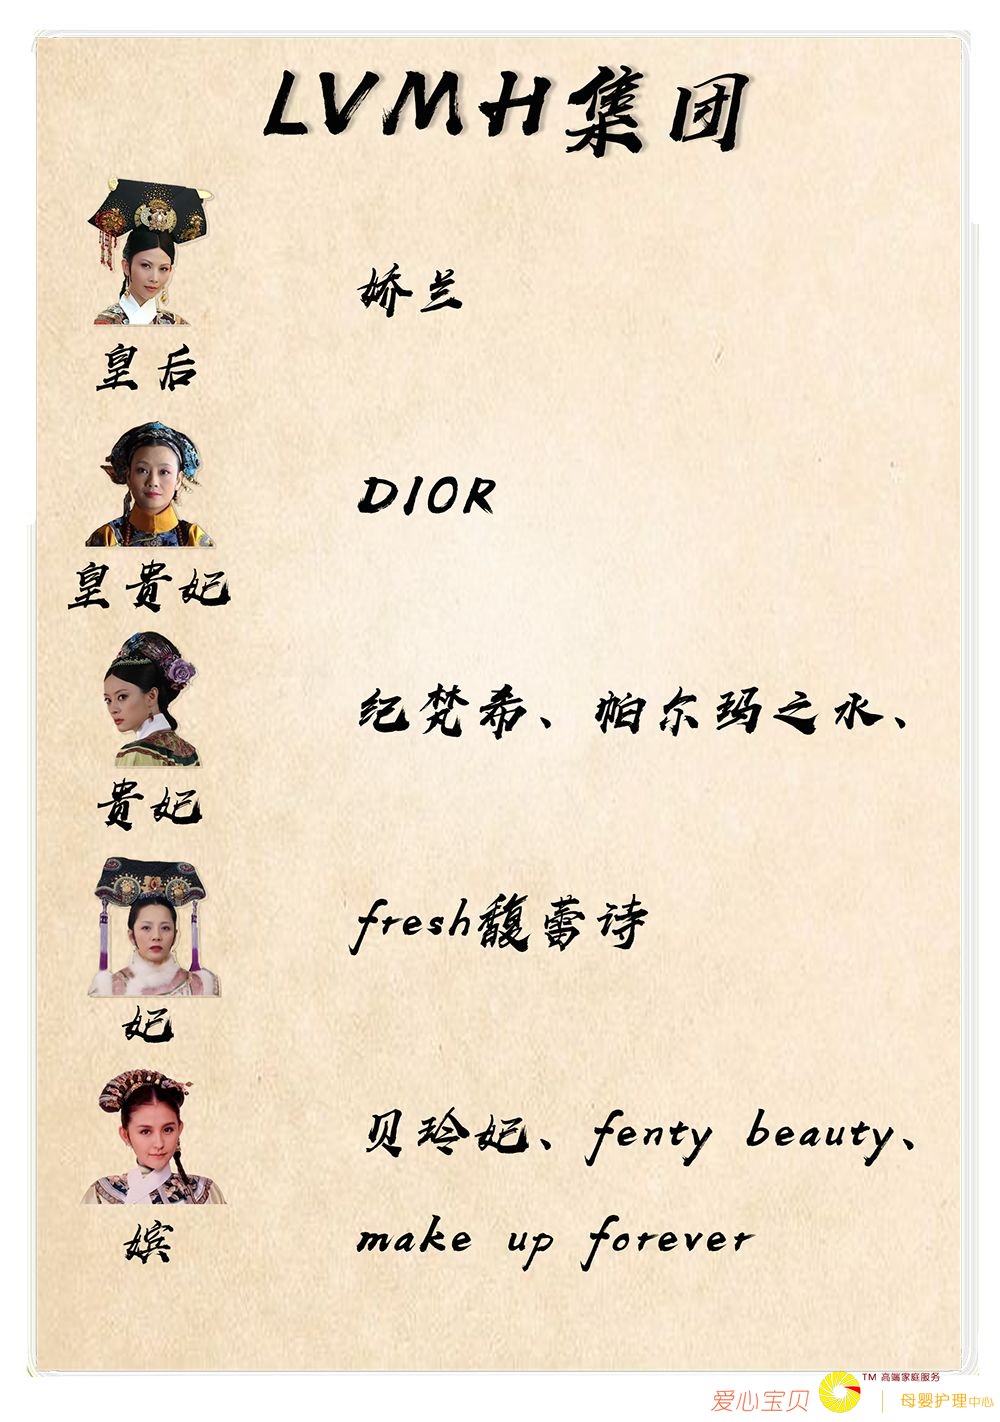 LVMH集团
娇兰
皇后
DIOR
皇贵妃
纪梵希、帕尔玛之水、
贵妃
fresh馥蕾诗
妃
贝玲妃、fenty beauty、
make up forever
嫔
TM 高端家庭服务
爱心宝贝 母婴护理中心